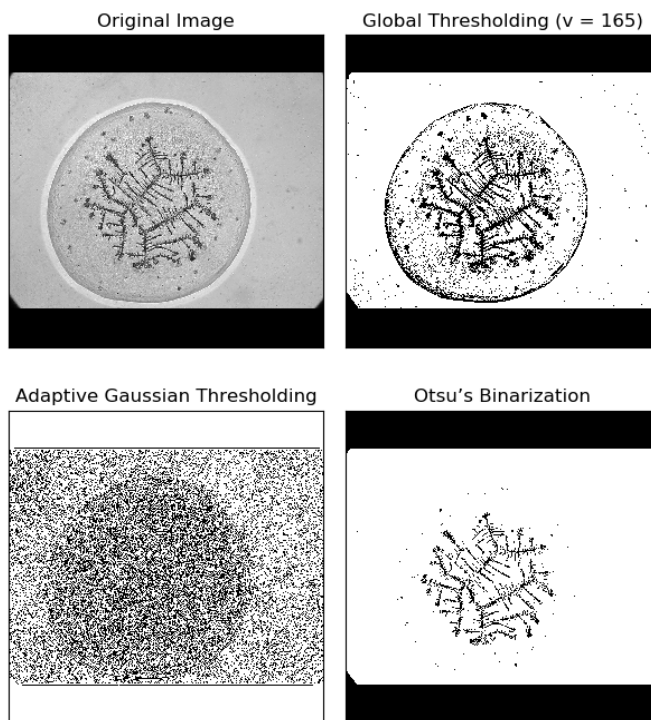 Original Image
Global Thresholding (v = 165)
Adaptive Gaussian Thresholding
Otsu’s Binarization